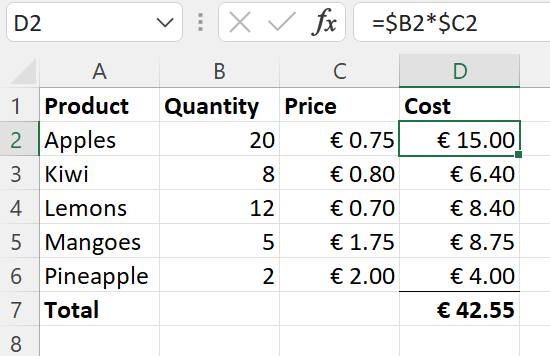 D2 fx =$B2*$C2
A B C D
1 Product Quantity Price Cost
2 Apples 20 € 0.75 € 15.00
3 Kiwi 8 € 0.80 € 6.40
4 Lemons 12 € 0.70 € 8.40
5 Mangoes 5 € 1.75 € 8.75
6 Pineapple 2 € 2.00 € 4.00
7 Total € 42.55
8